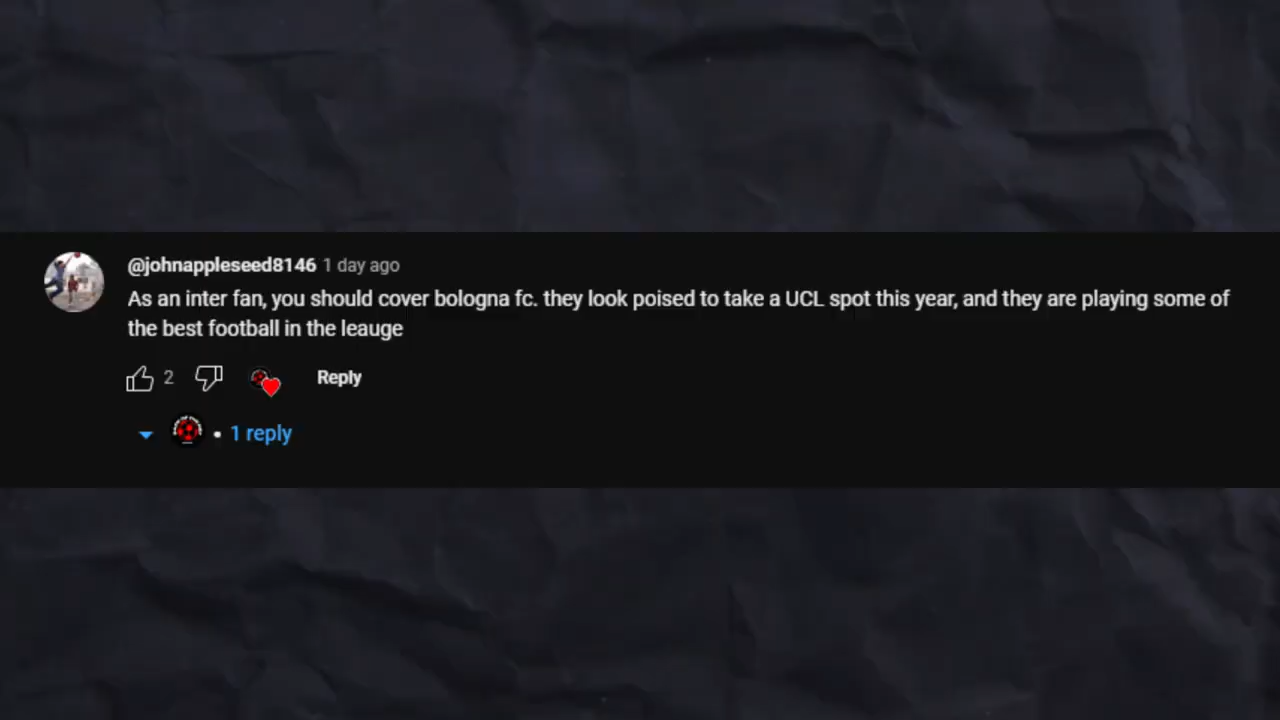 @johnappleseed8146 1 day ago
As an inter fan, you should cover bologna fc. they look poised to take a UCL spot this year, and they are playing some of
the best football in the leauge
2 Reply
• 1 reply